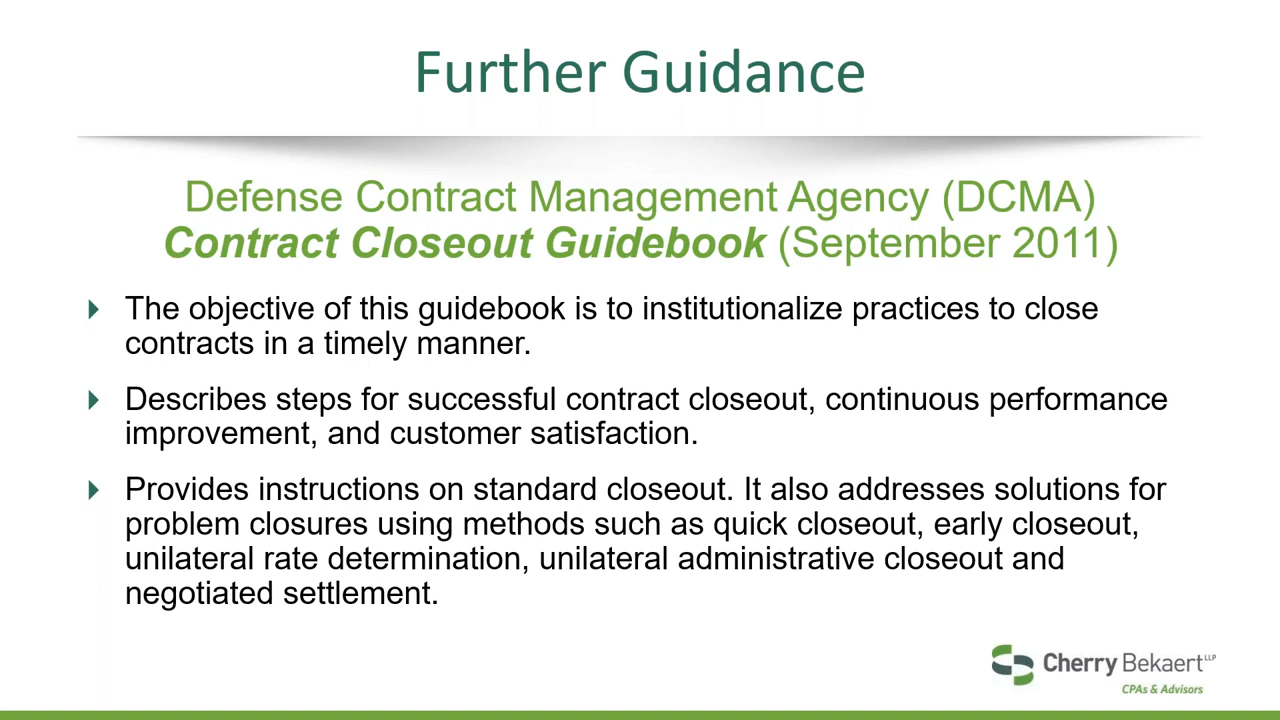 Further Guidance
Defense Contract Management Agency (DCMA)
Contract Closeout Guidebook (September 2011)
The objective of this guidebook is to institutionalize practices to close
contracts in a timely manner.
Describes steps for successful contract closeout, continuous performance
improvement, and customer satisfaction.
Provides instructions on standard closeout. It also addresses solutions for
problem closures using methods such as quick closeout, early closeout,
unilateral rate determination, unilateral administrative closeout and
negotiated settlement.
Cherry Bekaert LLP
CPAs & Advisors